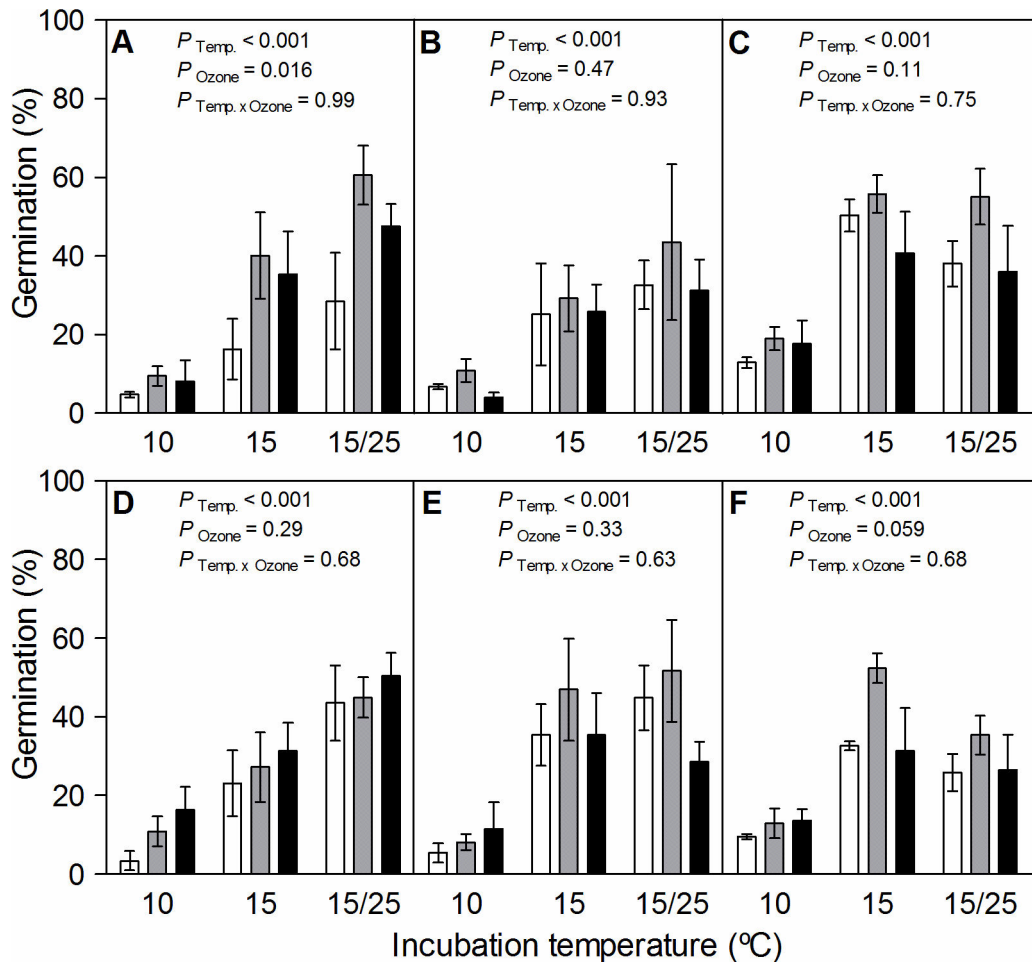 100
80
60
40
20
0
Germination (%)
A
P Temp. < 0.001
P Ozone = 0.016
P Temp. x Ozone = 0.99
B
P Temp. < 0.001
P Ozone = 0.47
P Temp. x Ozone = 0.93
C
P Temp. < 0.001
P Ozone = 0.11
P Temp. x Ozone = 0.75
10 15 15/25
10 15 15/25
10 15 15/25
100
80
60
40
20
0
Germination (%)
D
P Temp. < 0.001
P Ozone = 0.29
P Temp. x Ozone = 0.68
E
P Temp. < 0.001
P Ozone = 0.33
P Temp. x Ozone = 0.63
F
P Temp. < 0.001
P Ozone = 0.059
P Temp. x Ozone = 0.68
10 15 15/25
10 15 15/25
10 15 15/25
Incubation temperature (ºC)